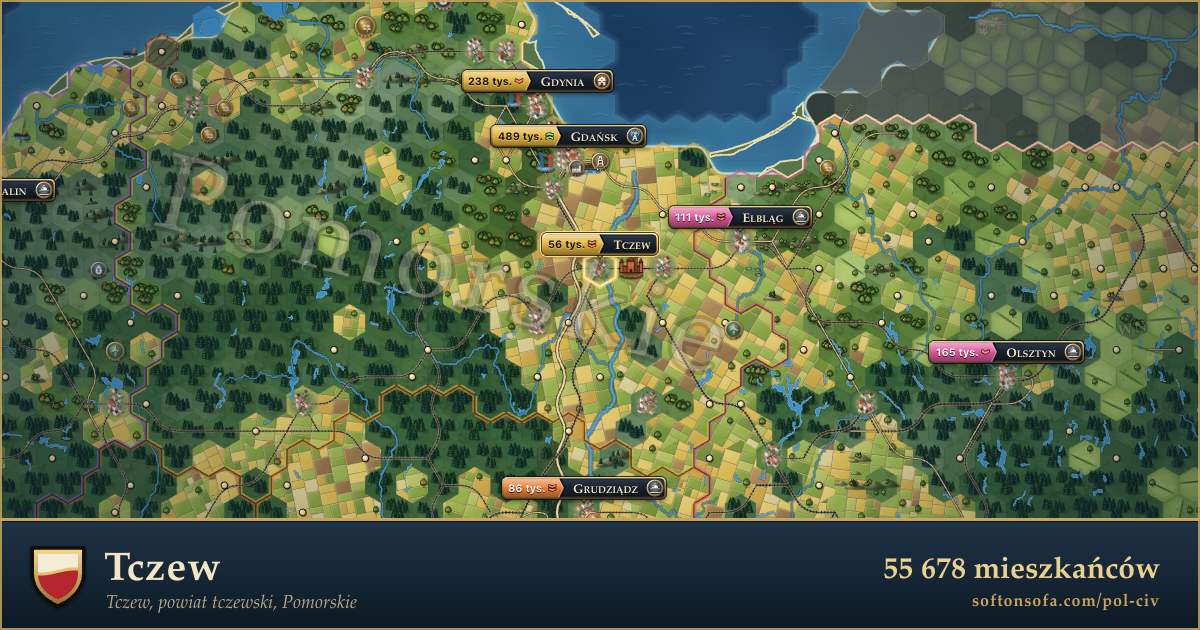 238 tys. GDYNIA
489 tys. GDAŃSK
ALIN
111 tys. ELBLĄG
56 tys. TCZEW
Pomorskie
165 tys. OLSZTYN
86 tys. GRUDZIĄDZ
Tczew
55 678 mieszkańców
Tczew, powiat tczewski, Pomorskie
softonsofa.com/pol-civ